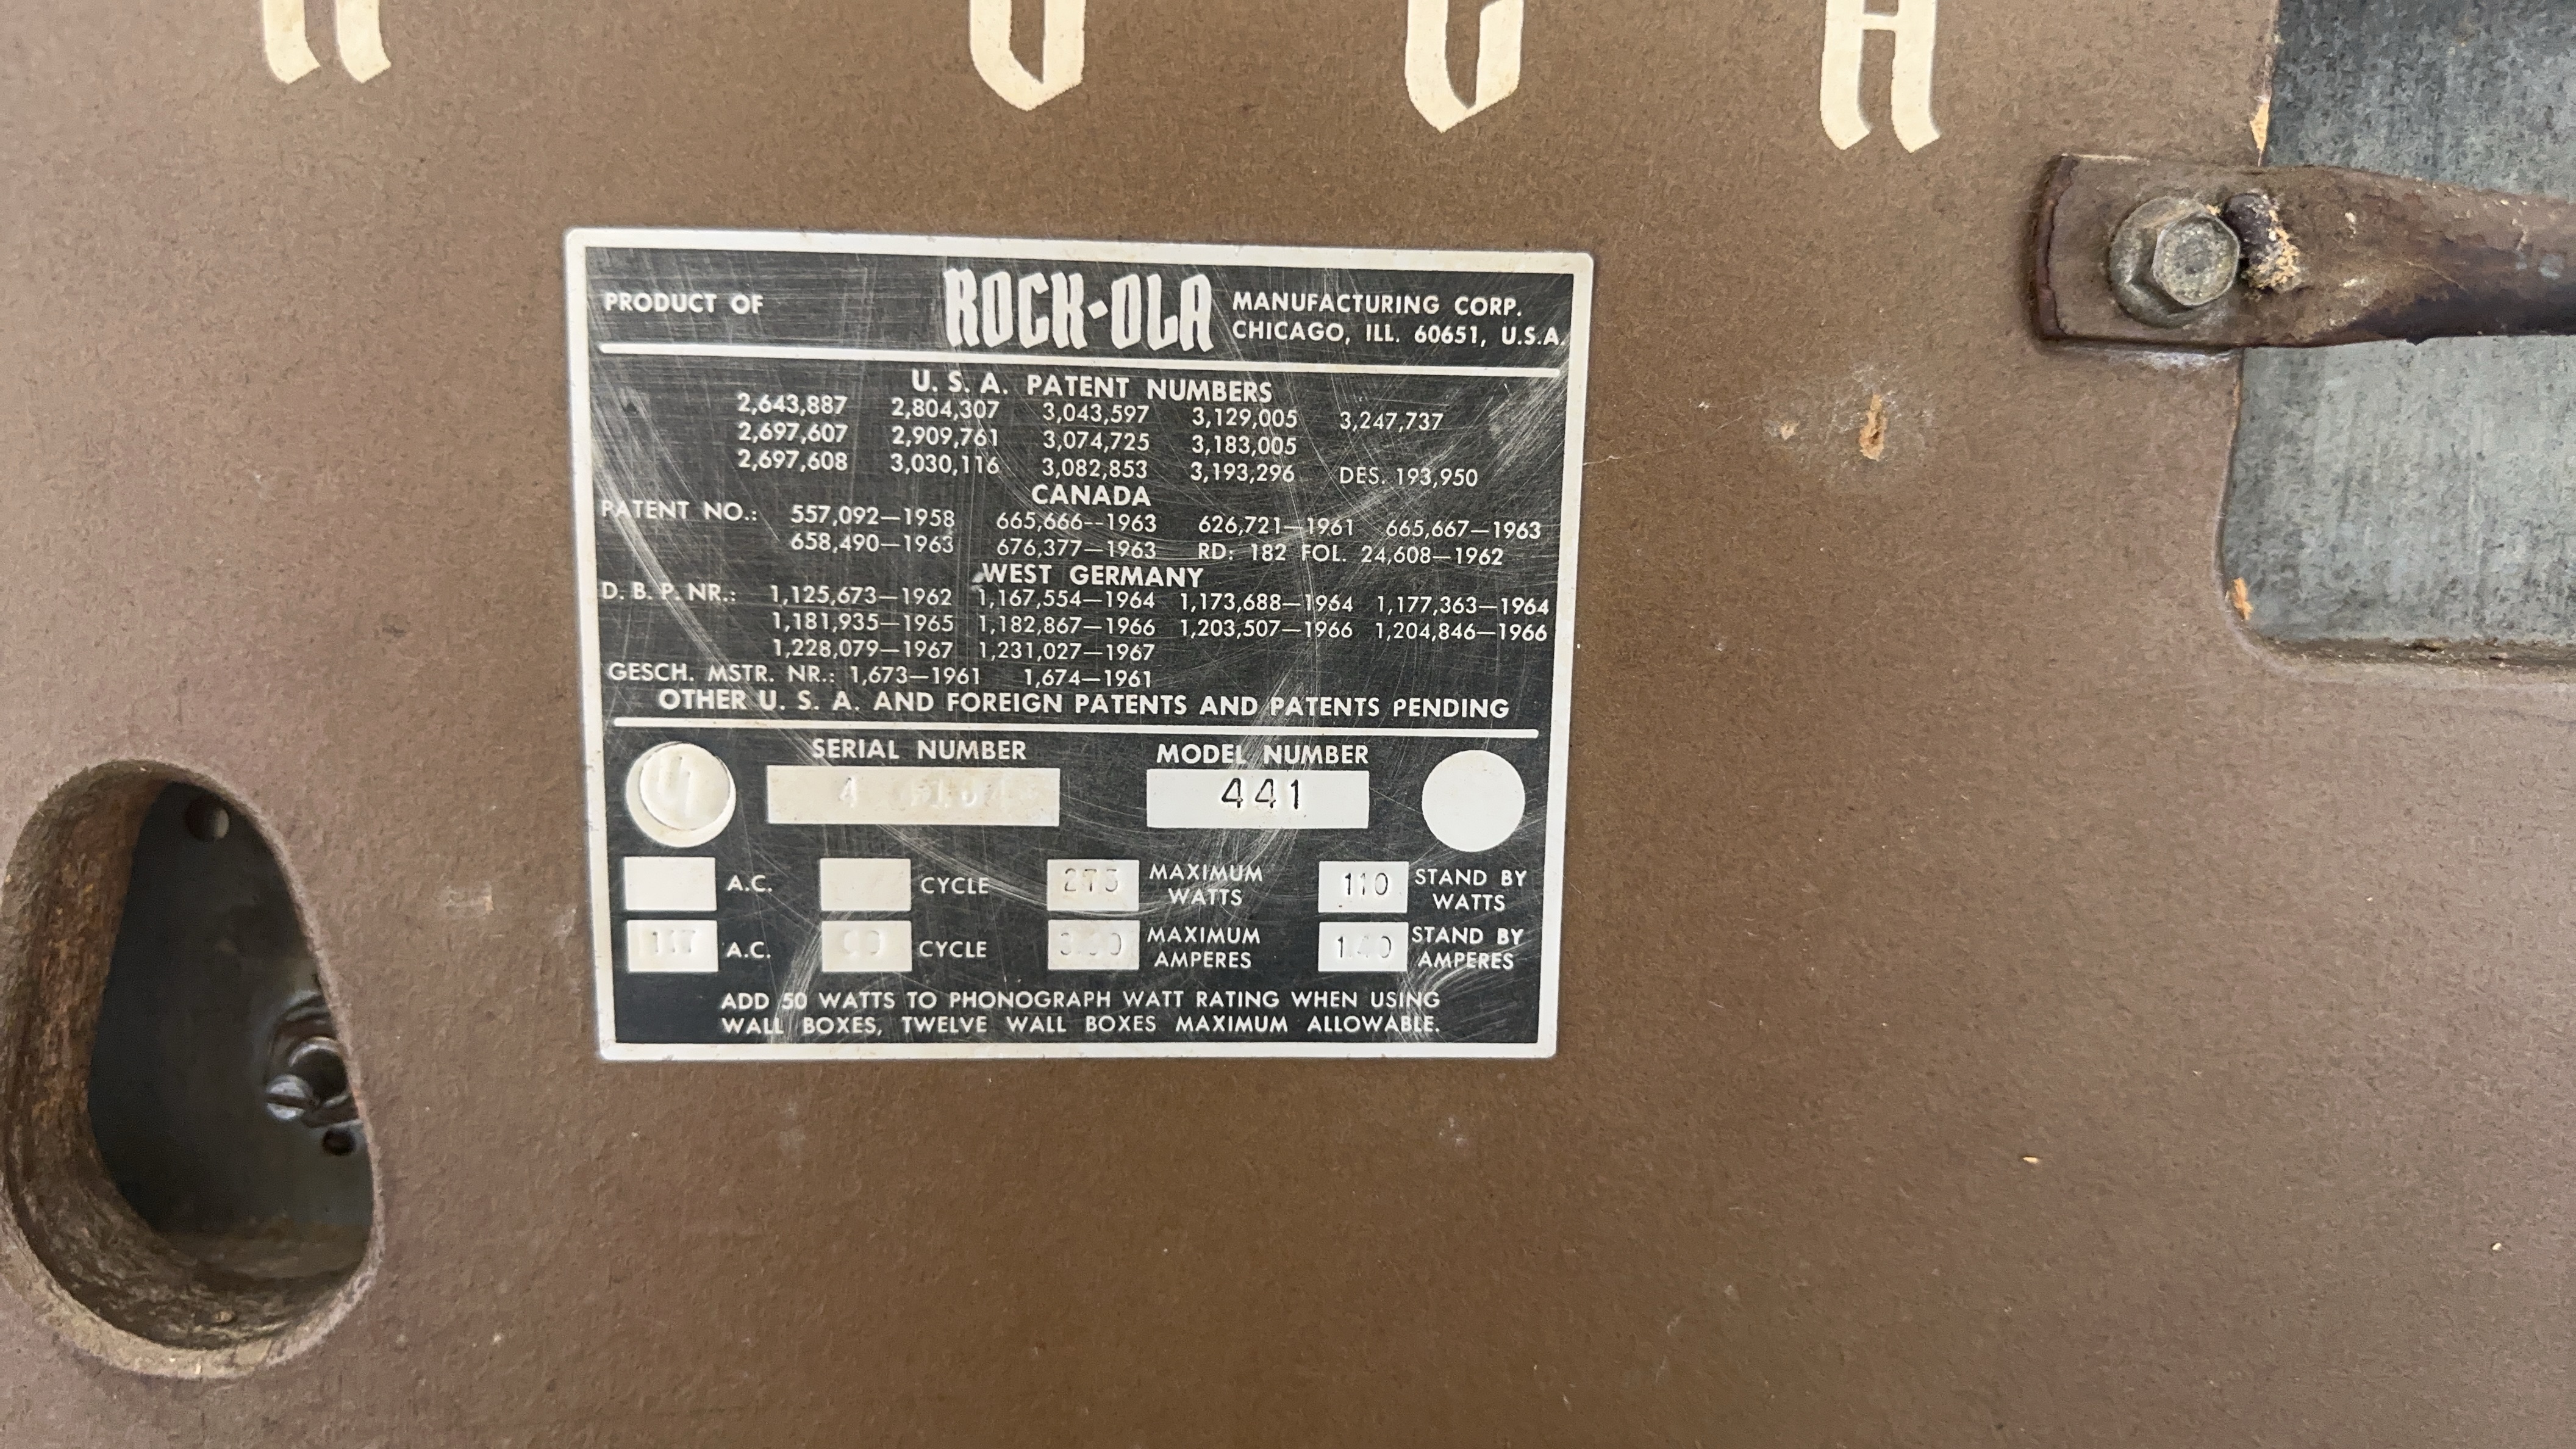 PRODUCT OF ROCK-OLA MANUFACTURING CORP.
CHICAGO, ILL. 60651, U.S.A.
U. S. A. PATENT NUMBERS
2,643,887 2,804,307 3,043,597 3,129,005 3,247,737
2,697,607 2,909,761 3,074,725 3,183,005
2,697,608 3,030,116 3,082,853 3,193,296 DES. 193,950
CANADA
PATENT NO.: 557,092—1958 665,666--1963 626,721—1961 665,667—1963
658,490—1963 676,377—1963 RD: 182 FOL. 24,608—1962
WEST GERMANY
D. B. P. NR.: 1,125,673—1962 1,167,554—1964 1,173,688—1964 1,177,363—1964
1,181,935—1965 1,182,867—1966 1,203,507—1966 1,204,846—1966
1,228,079—1967 1,231,027—1967
GESCH. MSTR. NR.: 1,673—1961 1,674—1961
OTHER U. S. A. AND FOREIGN PATENTS AND PATENTS PENDING
SERIAL NUMBER MODEL NUMBER
441
A.C. CYCLE 275 MAXIMUM WATTS 110 STAND BY WATTS
117 A.C. CYCLE MAXIMUM AMPERES STAND BY AMPERES
ADD 50 WATTS TO PHONOGRAPH WATT RATING WHEN USING
WALL BOXES, TWELVE WALL BOXES MAXIMUM ALLOWABLE.